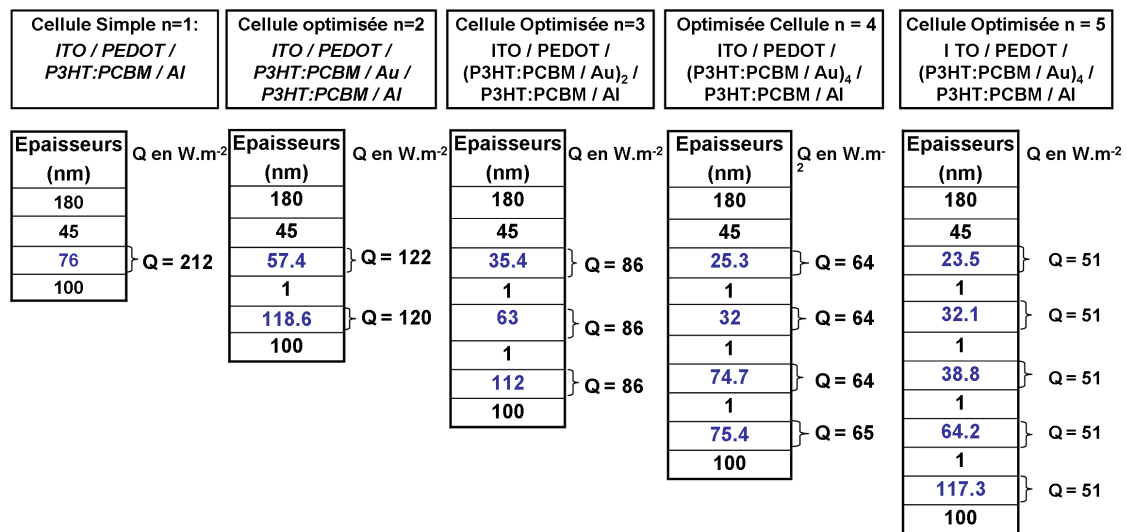 Cellule Simple n=1:
ITO / PEDOT /
P3HT:PCBM / Al
Cellule optimisée n=2
ITO / PEDOT /
P3HT:PCBM / Au /
P3HT:PCBM / Al
Cellule Optimisée n=3
ITO / PEDOT /
(P3HT:PCBM / Au)2 /
P3HT:PCBM / Al
Optimisée Cellule n = 4
ITO / PEDOT /
(P3HT:PCBM / Au)4 /
P3HT:PCBM / Al
Cellule Optimisée n = 5
I TO / PEDOT /
(P3HT:PCBM / Au)4 /
P3HT:PCBM / Al
Epaisseurs
(nm)
Q en W.m-2
180
45
76
Q = 212
100
Epaisseurs
(nm)
Q en W.m-2
180
45
57.4
Q = 122
1
118.6
Q = 120
100
Epaisseurs
(nm)
Q en W.m-2
180
45
35.4
Q = 86
1
63
Q = 86
1
112
Q = 86
100
Epaisseurs
(nm)
Q en W.m-
2
180
45
25.3
Q = 64
1
32
Q = 64
1
74.7
Q = 64
1
75.4
Q = 65
100
Epaisseurs
(nm)
Q en W.m-2
180
45
23.5
Q = 51
1
32.1
Q = 51
1
38.8
Q = 51
1
64.2
Q = 51
1
117.3
Q = 51
100